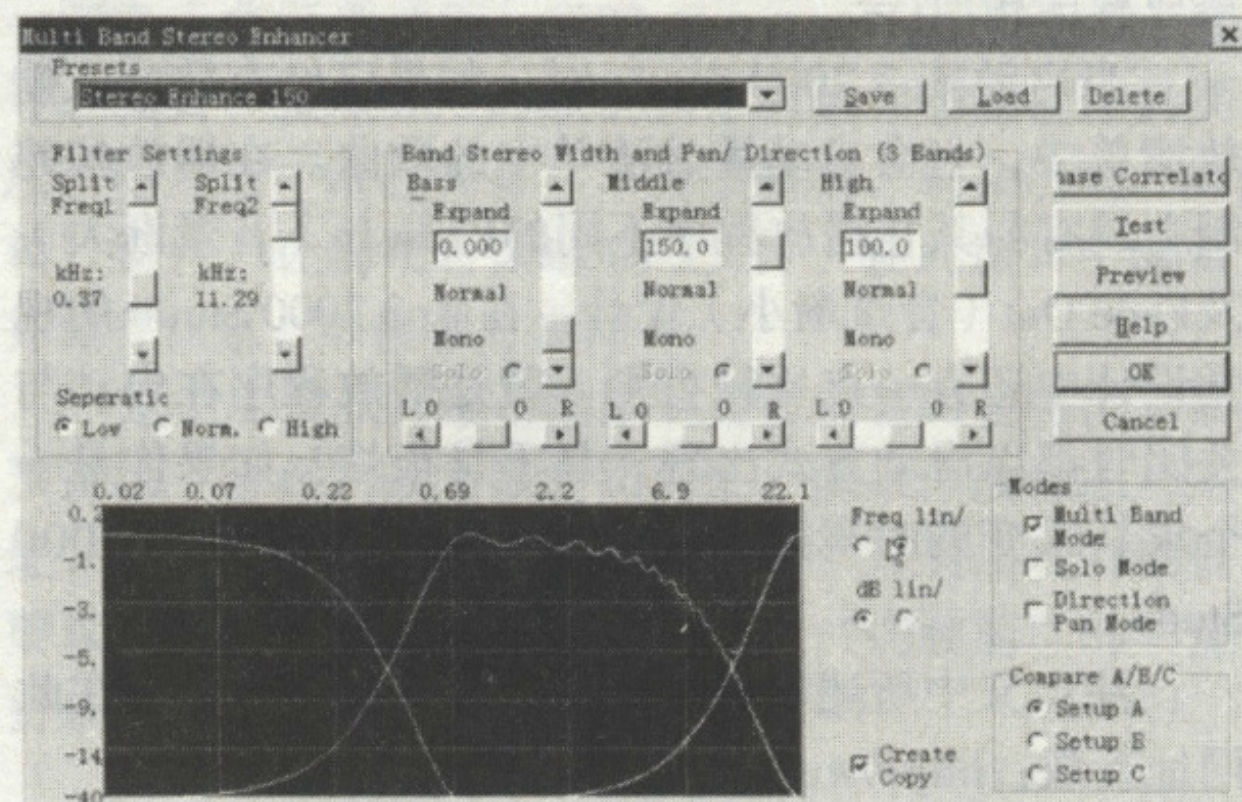 Multi Band Stereo Enhancer
Presets
Stereo Enhance 150
Save Load Delete
Filter Settings
Split Freq1
Split Freq2
kHz:
0.37
kHz:
11.29
Seperatic
Low Norm. High
Band Stereo Width and Pan/ Direction (3 Bands)
Bass
Expand
0.000
Normal
Mono
Solo
L 0 0 R
Middle
Expand
150.0
Normal
Mono
Solo
L 0 0 R
High
Expand
100.0
Normal
Mono
Solo
L 0 0 R
hase Correlato
Test
Preview
Help
OK
Cancel
0.02 0.07 0.22 0.69 2.2 6.9 22.1
0.2
-1.
-3.
-5.
-9.
-14
-40
Freq lin/
dB lin/
Create
Copy
Modes
Multi Band
Mode
Solo Mode
Direction
Pan Mode
Compare A/B/C
Setup A
Setup B
Setup C